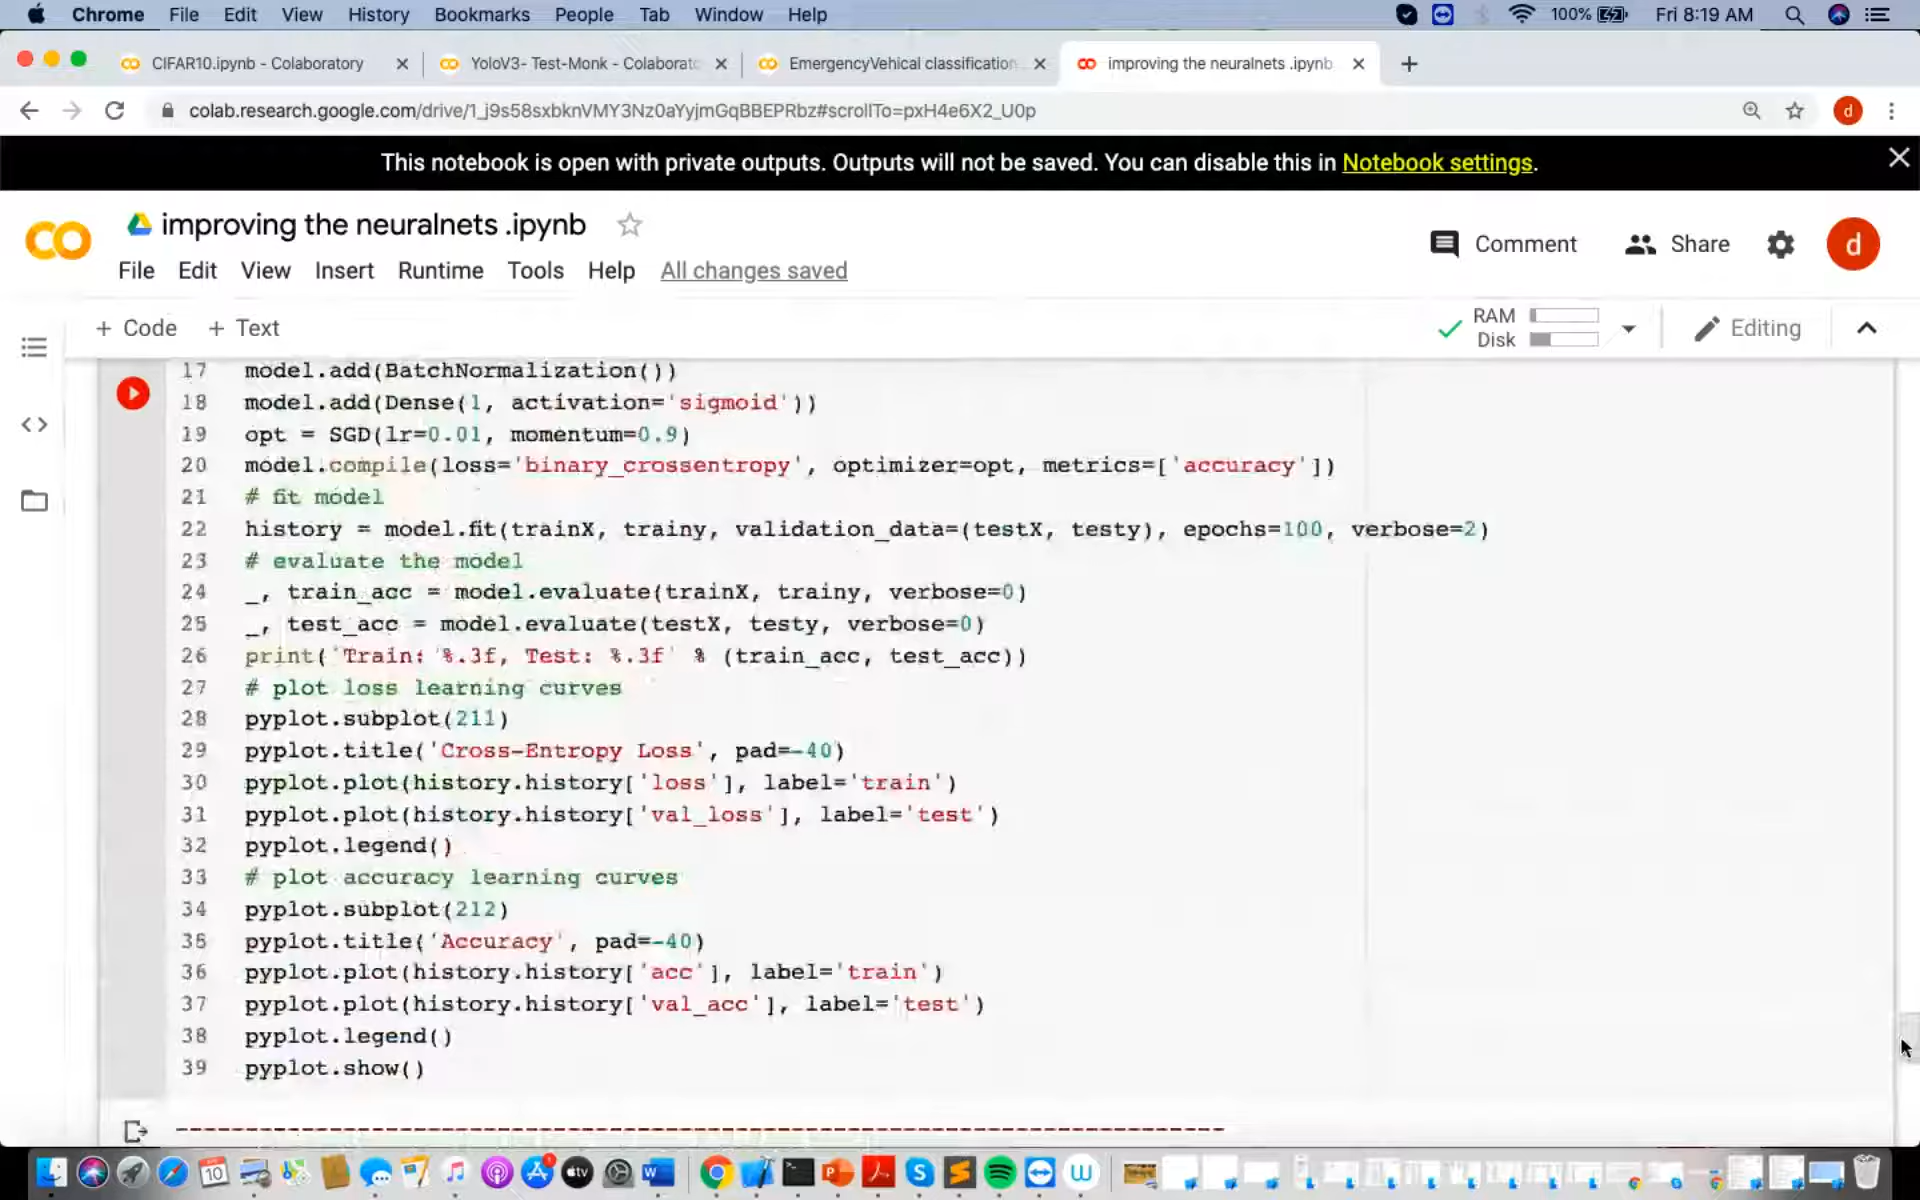 Chrome File Edit View History Bookmarks People Tab Window Help 100% Fri 8:19 AM
CIFAR10.ipynb - Colaboratory YoloV3- Test-Monk - Colaborato EmergencyVehical classification improving the neuralnets .ipynb
colab.research.google.com/drive/1_j9s58sxbknVMY3Nz0aYyjmGqBBEPRbz#scrollTo=pxH4e6X2_U0p d
This notebook is open with private outputs. Outputs will not be saved. You can disable this in Notebook settings.
improving the neuralnets .ipynb
Comment Share d
File Edit View Insert Runtime Tools Help All changes saved
+ Code + Text RAM Disk Editing
17 model.add(BatchNormalization())
18 model.add(Dense(1, activation='sigmoid'))
19 opt = SGD(lr=0.01, momentum=0.9)
20 model.compile(loss='binary_crossentropy', optimizer=opt, metrics=['accuracy'])
21 # fit model
22 history = model.fit(trainX, trainy, validation_data=(testX, testy), epochs=100, verbose=2)
23 # evaluate the model
24 _, train_acc = model.evaluate(trainX, trainy, verbose=0)
25 _, test_acc = model.evaluate(testX, testy, verbose=0)
26 print('Train: %.3f, Test: %.3f' % (train_acc, test_acc))
27 # plot loss learning curves
28 pyplot.subplot(211)
29 pyplot.title('Cross-Entropy Loss', pad=-40)
30 pyplot.plot(history.history['loss'], label='train')
31 pyplot.plot(history.history['val_loss'], label='test')
32 pyplot.legend()
33 # plot accuracy learning curves
34 pyplot.subplot(212)
35 pyplot.title('Accuracy', pad=-40)
36 pyplot.plot(history.history['acc'], label='train')
37 pyplot.plot(history.history['val_acc'], label='test')
38 pyplot.legend()
39 pyplot.show()